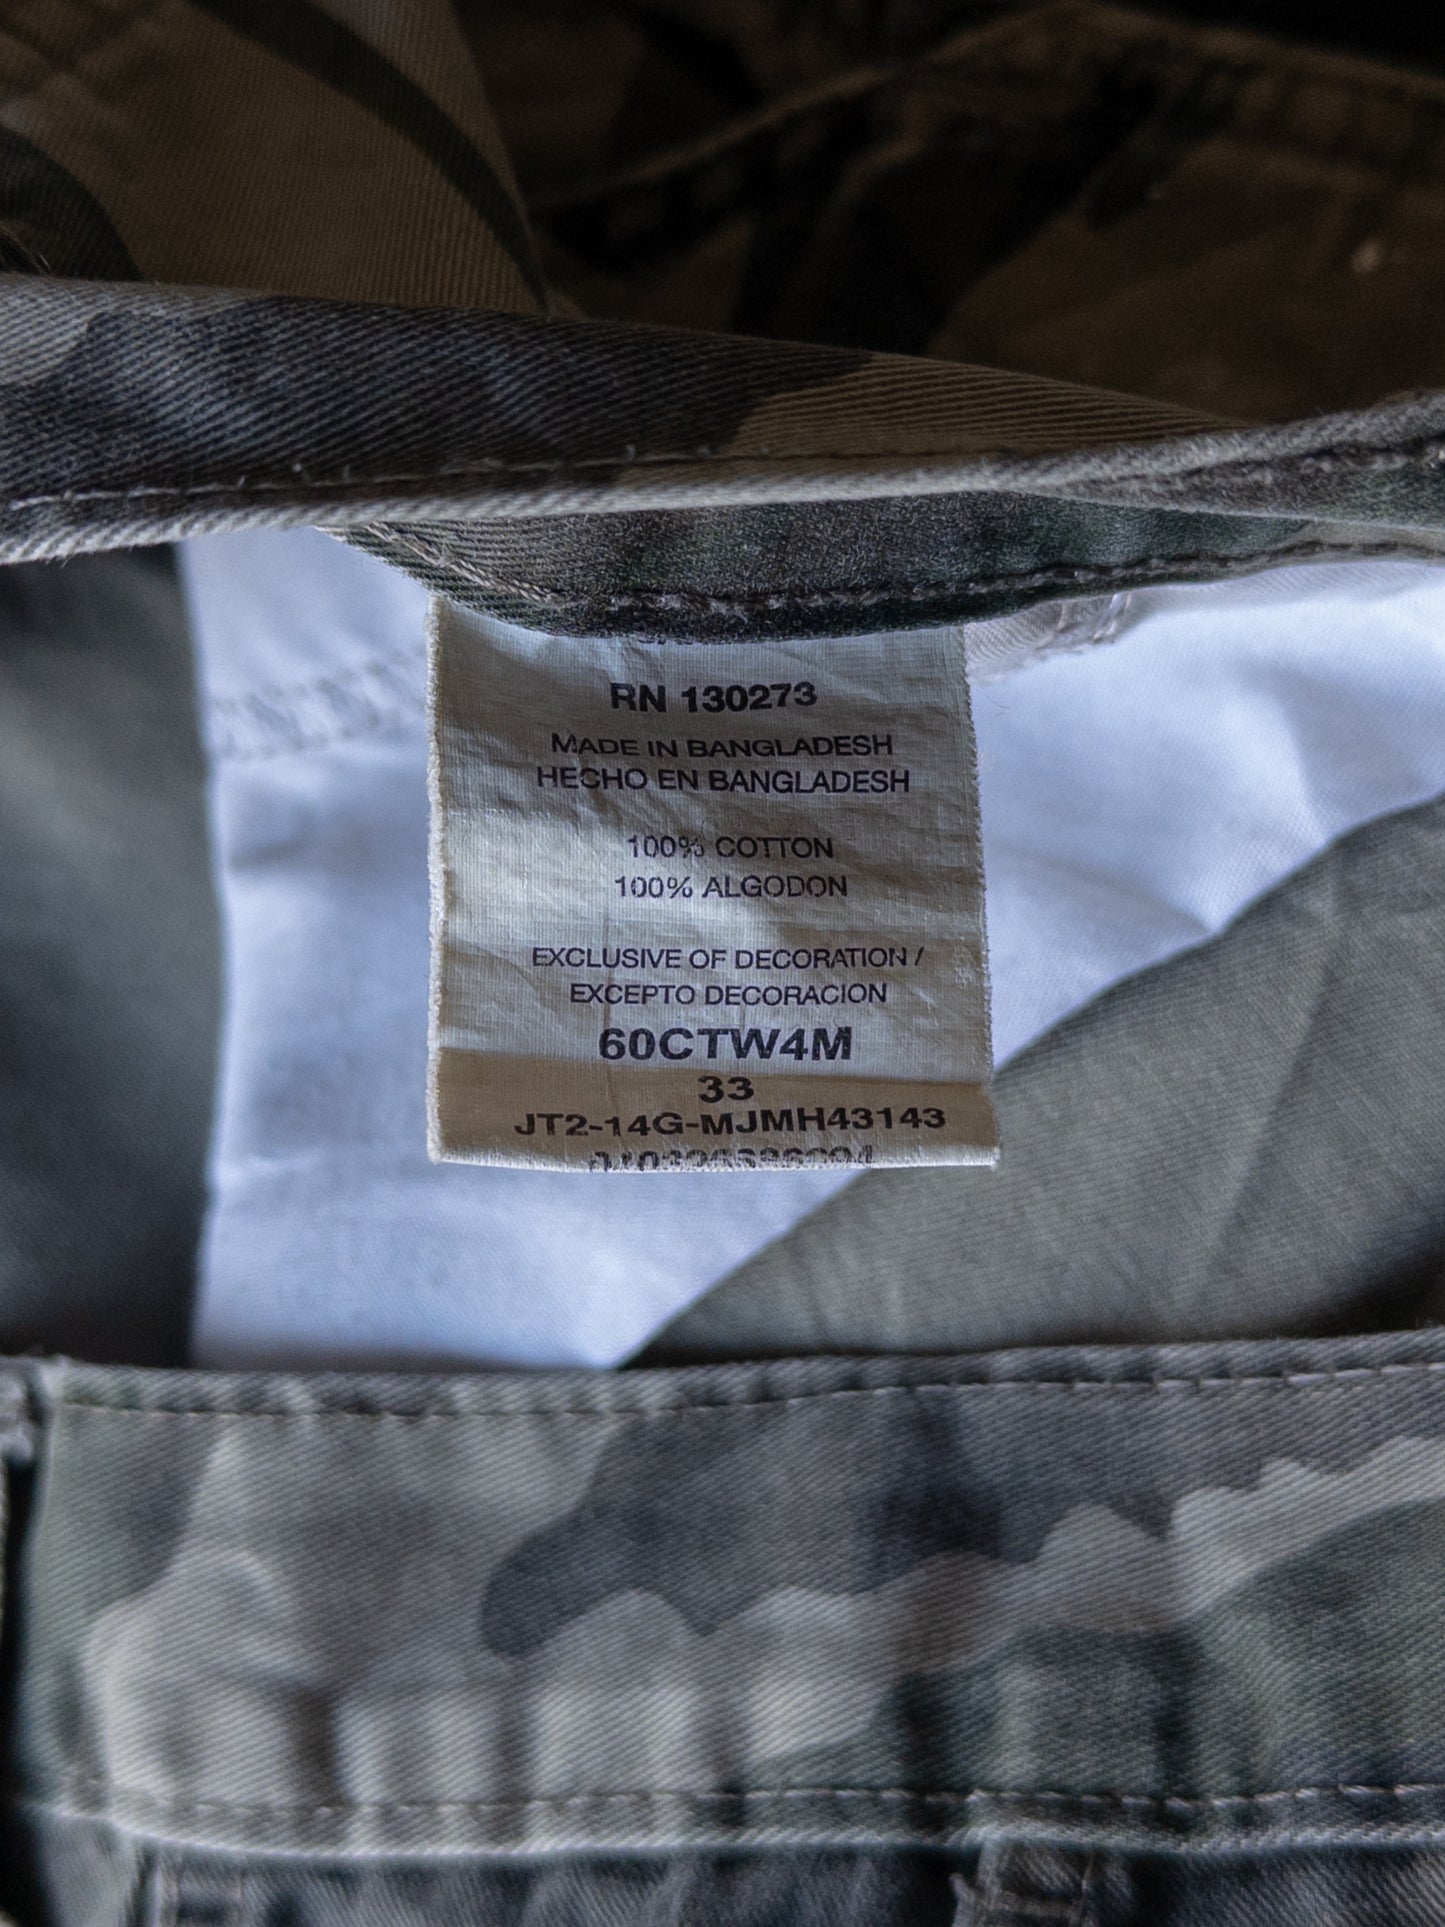 RN 130273
MADE IN BANGLADESH
HECHO EN BANGLADESH
100% COTTON
100% ALGODON
EXCLUSIVE OF DECORATION /
EXCEPTO DECORACION
60CTW4M
33
JT2-14G-MJMH43143